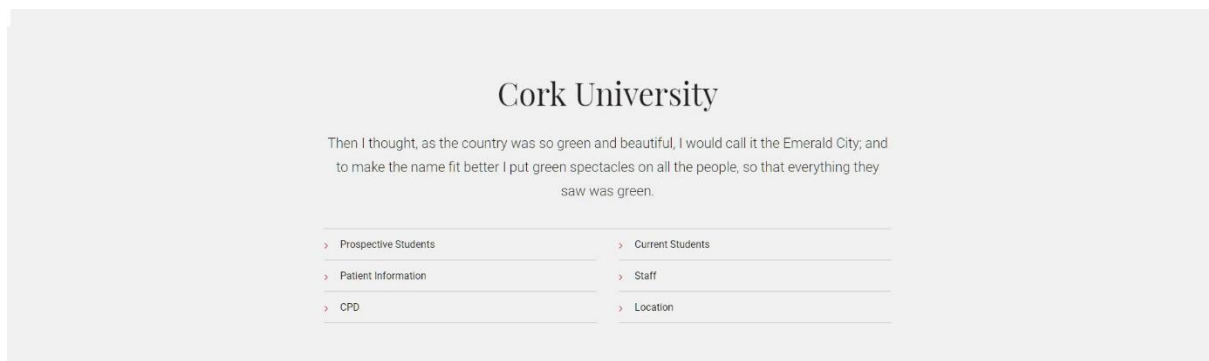 Cork University
Then I thought, as the country was so green and beautiful, I would call it the Emerald City; and
to make the name fit better I put green spectacles on all the people, so that everything they
saw was green.
Prospective Students
Current Students
Patient Information
Staff
CPD
Location